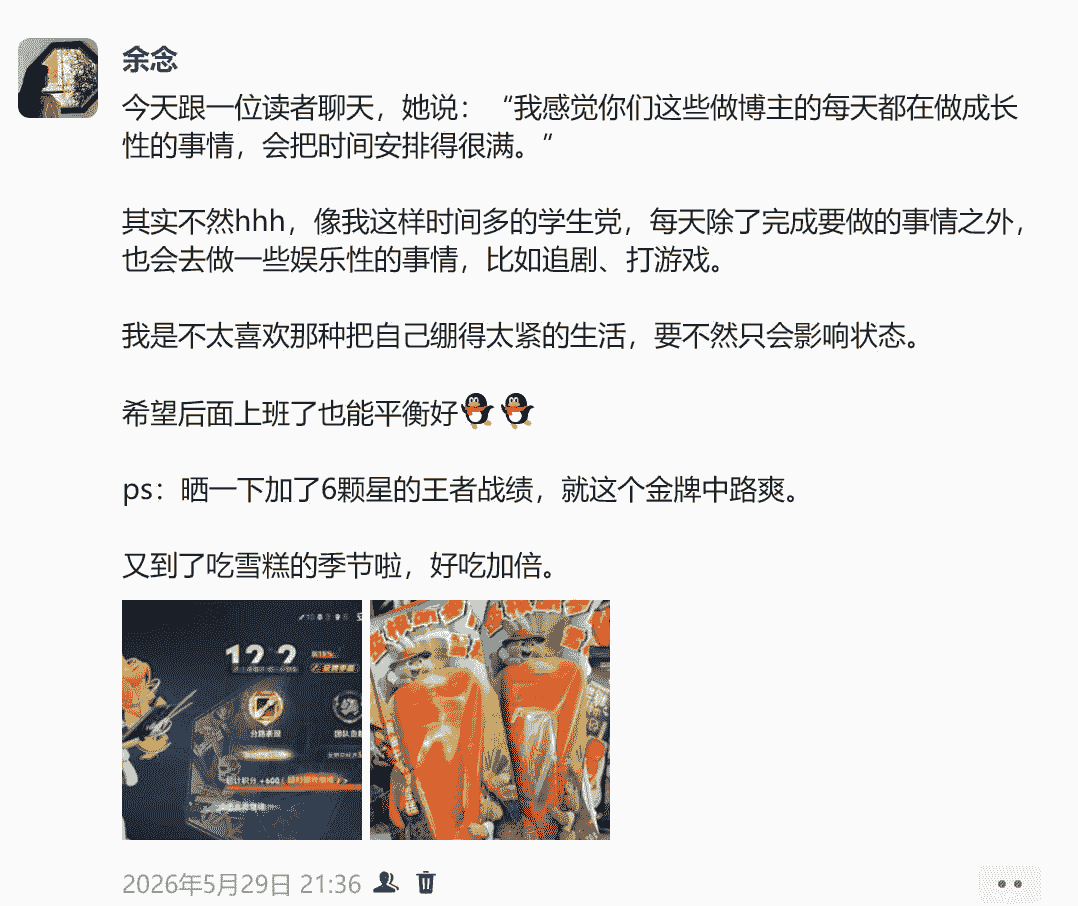 余念
今天跟一位读者聊天，她说：“我感觉你们这些做博主的每天都在做成长
性的事情，会把时间安排得很满。”
其实不然hhh，像我这样时间多的学生党，每天除了完成要做的事情之外，
也会去做一些娱乐性的事情，比如追剧、打游戏。
我是不太喜欢那种把自己绷得太紧的生活，要不然只会影响状态。
希望后面上班了也能平衡好
ps：晒一下加了6颗星的王者战绩，就这个金牌中路爽。
又到了吃雪糕的季节啦，好吃加倍。
12.2
分路表现
2026年5月29日 21:36